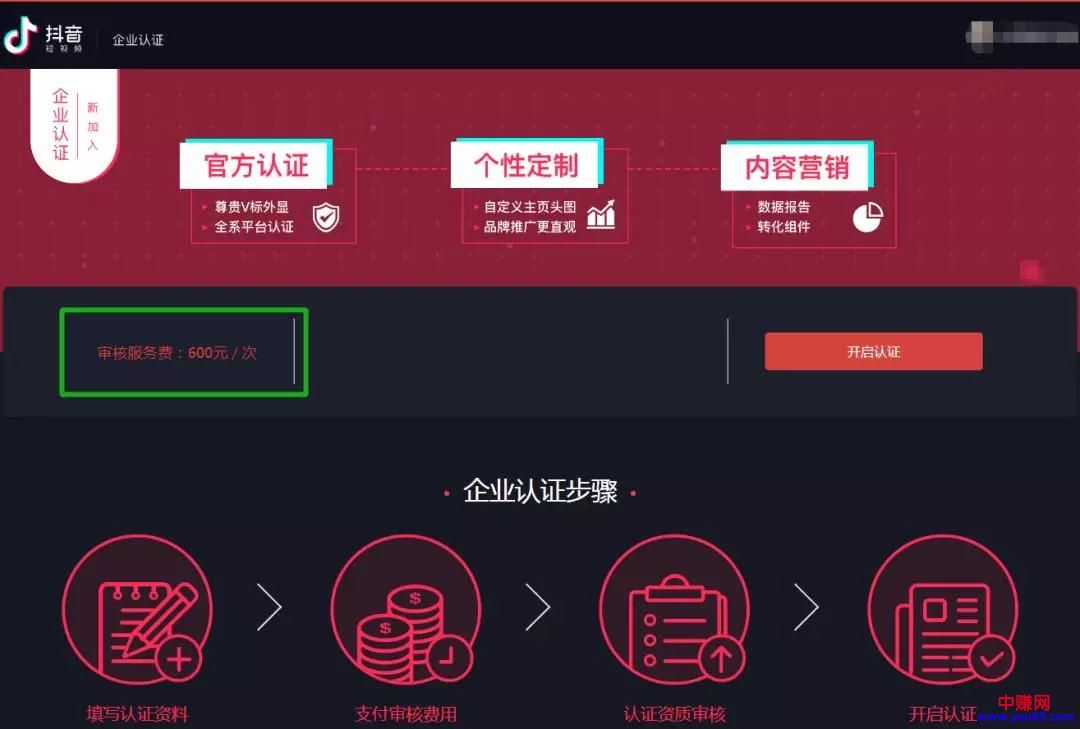 抖音
短视频
企业认证
企业认证
新加入
官方认证
尊贵V标外显
全系平台认证
个性定制
自定义主页头图
品牌推广更直观
内容营销
数据报告
转化组件
审核服务费：600元 / 次
开启认证
企业认证步骤
$
$
填写认证资料
支付审核费用
认证资质审核
开启认证
中赚网
www.you85.com